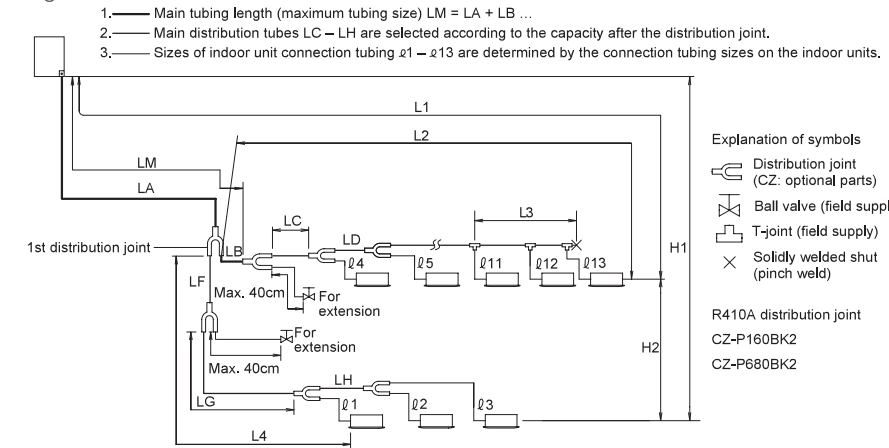 1. Main tubing length (maximum tubing size) LM = LA + LB ...
2. Main distribution tubes LC – LH are selected according to the capacity after the distribution joint.
3. Sizes of indoor unit connection tubing ℓ1 – ℓ13 are determined by the connection tubing sizes on the indoor units.
L1
L2
LM
LA
Explanation of symbols
Distribution joint
(CZ: optional parts)
Ball valve (field suppl
T-joint (field supply)
Solidly welded shut
(pinch weld)
R410A distribution joint
CZ-P160BK2
CZ-P680BK2
H1
L3
LC
LD
1st distribution joint
LB
ℓ4
ℓ5
ℓ11
ℓ12
ℓ13
LF
Max. 40cm
For
extension
For
extension
H2
Max. 40cm
LH
LG
ℓ1
ℓ2
ℓ3
L4